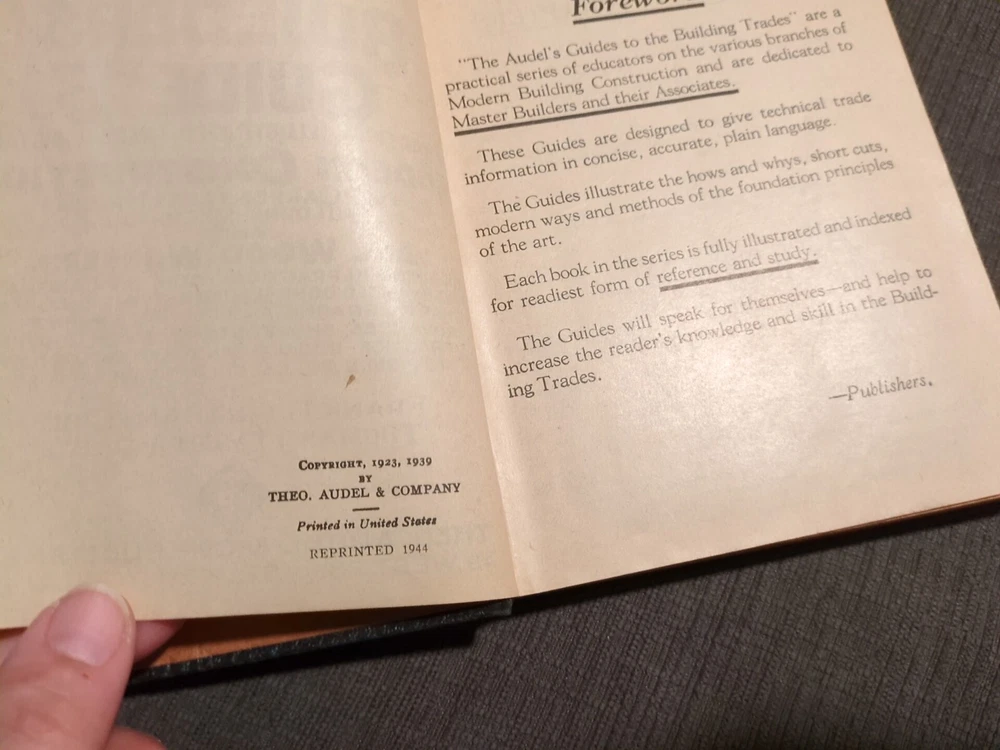 COPYRIGHT, 1923, 1939
BY
THEO. AUDEL & COMPANY
Printed in United States
REPRINTED 1944
Foreword
"The Audel's Guides to the Building Trades" are a
practical series of educators on the various branches of
Modern Building Construction and are dedicated to
Master Builders and their Associates.
These Guides are designed to give technical trade
information in concise, accurate, plain language.
The Guides illustrate the hows and whys, short cuts,
modern ways and methods of the foundation principles
of the art.
Each book in the series is fully illustrated and indexed
for readiest form of reference and study.
The Guides will speak for themselves—and help to
increase the reader's knowledge and skill in the Build-
ing Trades.
—Publishers.